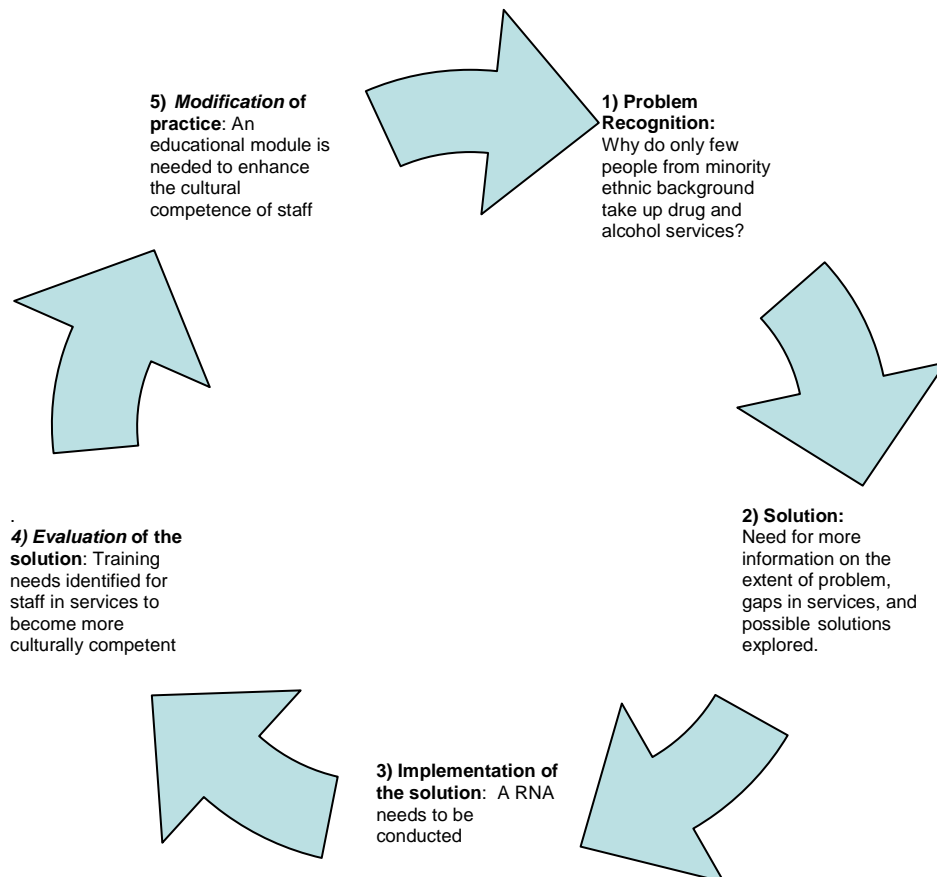 1) Problem
Recognition:
Why do only few
people from minority
ethnic background
take up drug and
alcohol services?
2) Solution:
Need for more
information on the
extent of problem,
gaps in services, and
possible solutions
explored.
3) Implementation of
the solution:  A RNA
needs to be
conducted
.
4) Evaluation of the
solution: Training
needs identified for
staff in services to
become more
culturally competent
5) Modification of
practice: An
educational module is
needed to enhance
the cultural
competence of staff